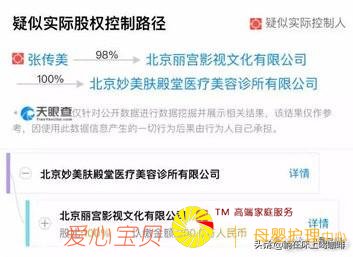 疑似实际股权控制路径
疑似实际控制人
张传美 98% 北京丽宫影视文化有限公司
100% 北京妙美肤殿堂医疗美容诊所有限公司
天眼查
TianYanCha.com
仅针对公开数据进行数据挖掘并展示相关结果，该结果仅作参
考，因使用此数据信息产生的一切行为后果由行为人自己承担。
北京妙美肤殿堂医疗美容诊所有限公司 详情
北京丽宫影视文化有限公司 详情
100% 认缴金额 人民币
TM 高端家庭服务
爱心宝贝 母婴护理中心
头条